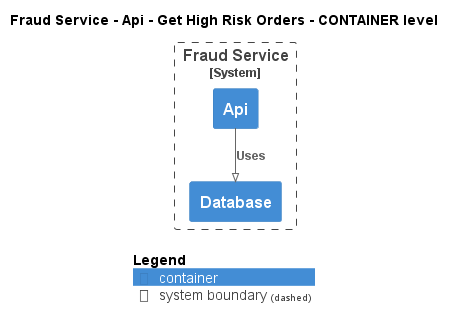 Fraud Service - Api - Get High Risk Orders - CONTAINER level
Fraud Service
[System]
Api
Uses
Database
Legend
container
system boundary (dashed)